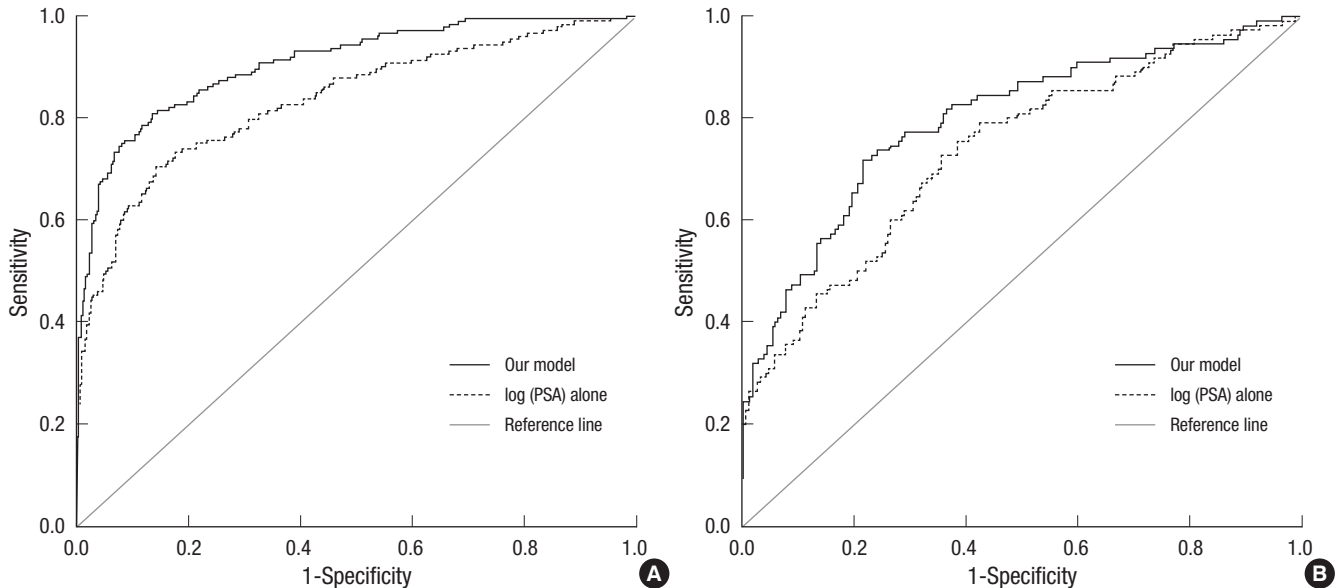 1.0
0.8
0.6
0.4
0.2
0.0
Sensitivity
0.0 0.2 0.4 0.6 0.8 1.0
1-Specificity
Our model
log (PSA) alone
Reference line
A
1.0
0.8
0.6
0.4
0.2
0.0
Sensitivity
0.0 0.2 0.4 0.6 0.8 1.0
1-Specificity
Our model
log (PSA) alone
Reference line
B